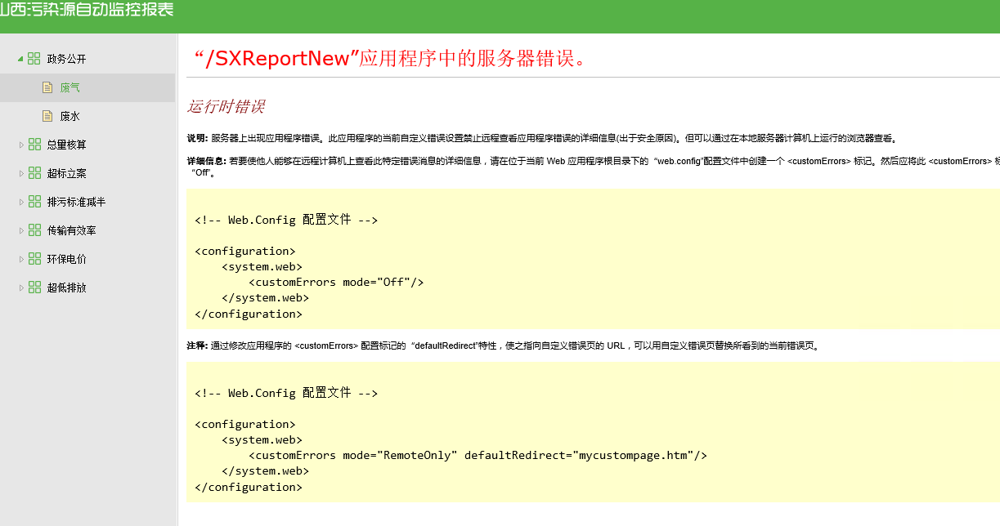 山西污染源自动监控报表
政务公开
废气
废水
总量核算
超标立案
排污标准减半
传输有效率
环保电价
超低排放
“/SXReportNew”应用程序中的服务器错误。
运行时错误
说明: 服务器上出现应用程序错误。此应用程序的当前自定义错误设置禁止远程查看应用程序错误的详细信息(出于安全原因)。但可以通过在本地服务器计算机上运行的浏览器查看。
详细信息: 若要使他人能够在远程计算机上查看此特定错误消息的详细信息，请在位于当前 Web 应用程序根目录下的“web.config”配置文件中创建一个 <customErrors> 标记。然后应将此 <customErrors> 标
“Off”。
<!-- Web.Config 配置文件 -->
<configuration>
<system.web>
<customErrors mode="Off"/>
</system.web>
</configuration>
注释: 通过修改应用程序的 <customErrors> 配置标记的“defaultRedirect”特性，使之指向自定义错误页的 URL，可以用自定义错误页替换所看到的当前错误页。
<!-- Web.Config 配置文件 -->
<configuration>
<system.web>
<customErrors mode="RemoteOnly" defaultRedirect="mycustompage.htm"/>
</system.web>
</configuration>